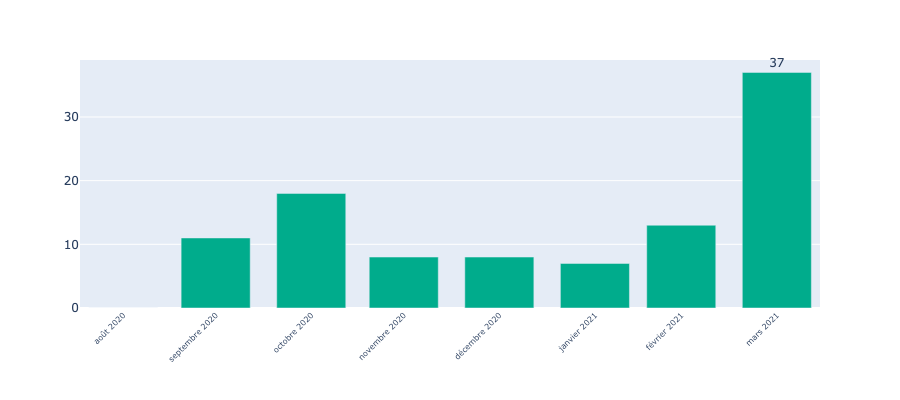 37
30
20
10
0
août 2020
septembre 2020
octobre 2020
novembre 2020
décembre 2020
janvier 2021
février 2021
mars 2021